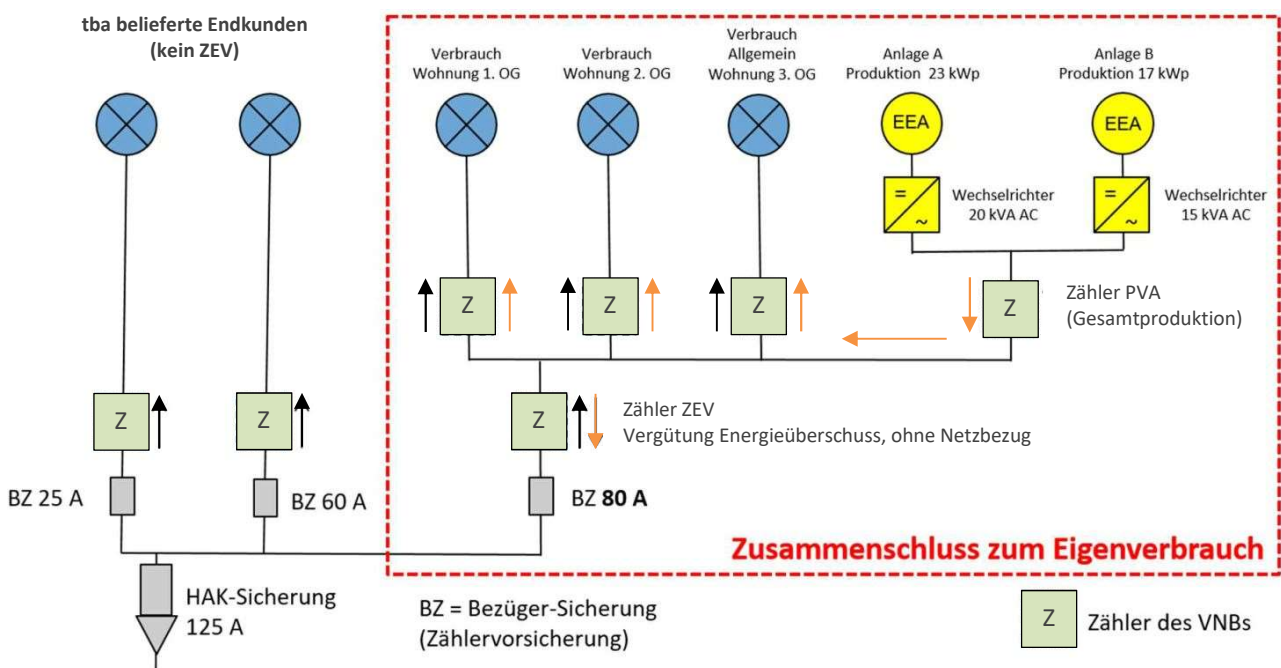 tba belieferte Endkunden
(kein ZEV)
Verbrauch
Wohnung 1. OG
Verbrauch
Wohnung 2. OG
Verbrauch
Allgemein
Wohnung 3. OG
Anlage A
Produktion 23 kWp
Anlage B
Produktion 17 kWp
EEA
EEA
=
~
Wechselrichter
20 kVA AC
=
~
Wechselrichter
15 kVA AC
Z
Z
Z
Z
Zähler PVA
(Gesamtproduktion)
Z
Z
Z
Zähler ZEV
Vergütung Energieüberschuss, ohne Netzbezug
BZ 25 A
BZ 60 A
BZ 80 A
Zusammenschluss zum Eigenverbrauch
HAK-Sicherung
125 A
BZ = Bezüger-Sicherung
(Zählervorsicherung)
Z
Zähler des VNBs